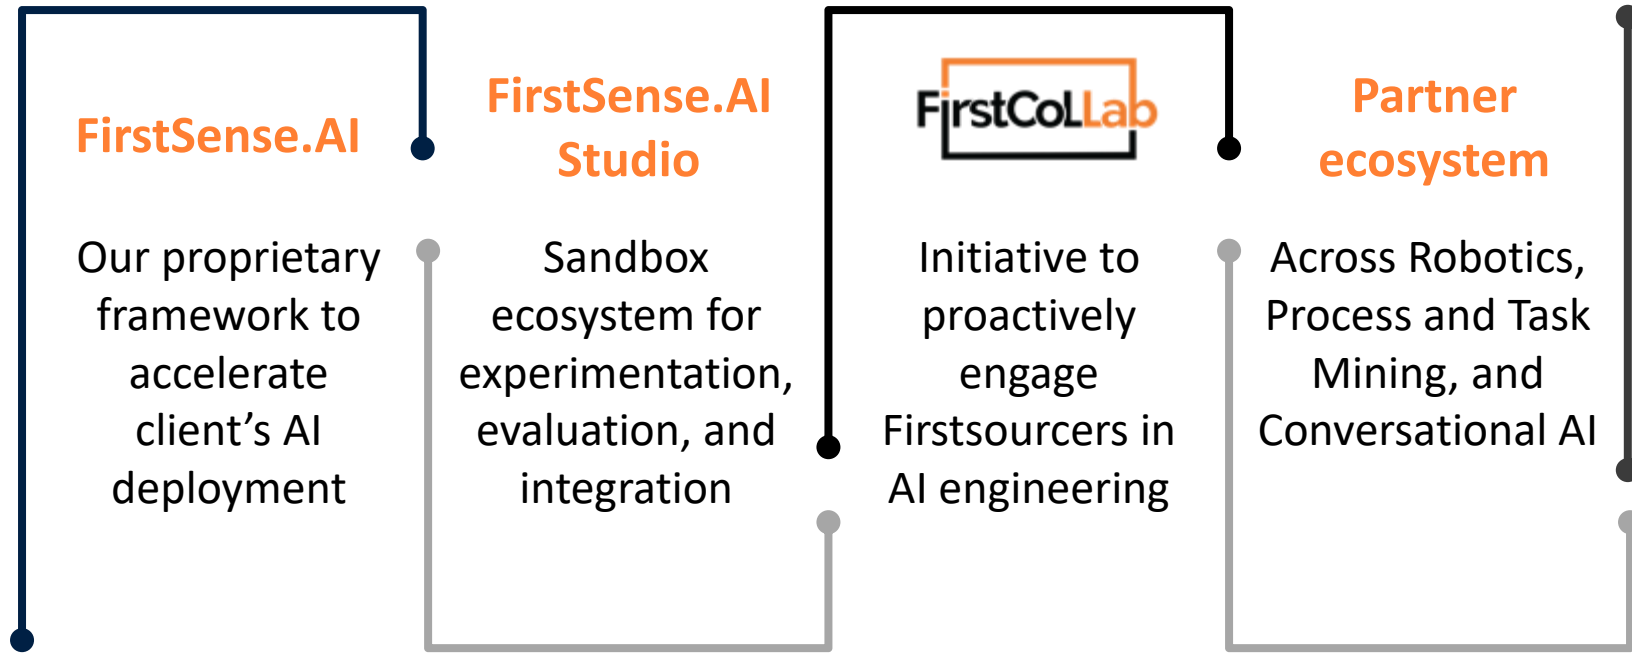 FirstSense.AI
Our proprietary
framework to
accelerate
client’s AI
deployment
FirstSense.AI
Studio
Sandbox
ecosystem for
experimentation,
evaluation, and
integration
FirstCoLLab
Initiative to
proactively
engage
Firstsourcers in
AI engineering
Partner
ecosystem
Across Robotics,
Process and Task
Mining, and
Conversational AI